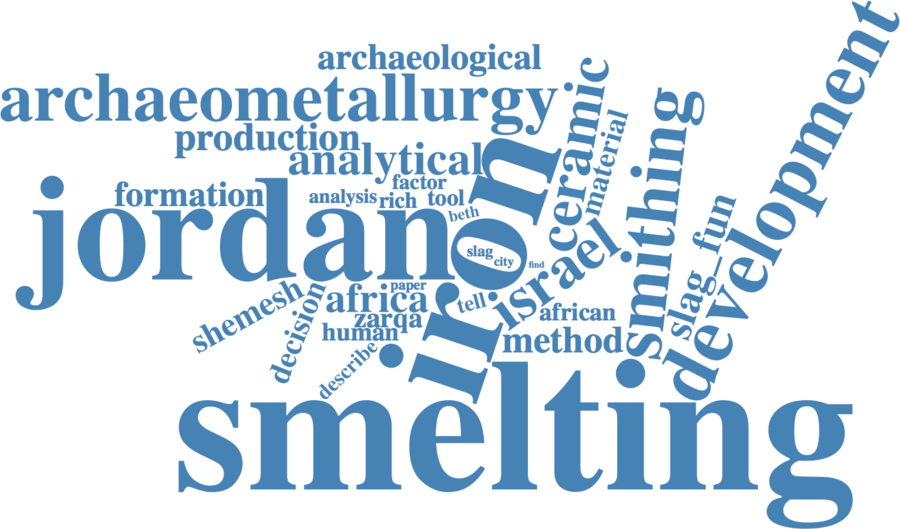 archaeological
archaeometallurgy
production
analytical
formation
jordan
analysis
factor
rich
tool
beth
iron
slag
city
find
ceramic
material
smithing
development
slag_fun
israel
tell
african
method
africa
paper
zarqa
human
shemesh
decision
describe
smelting